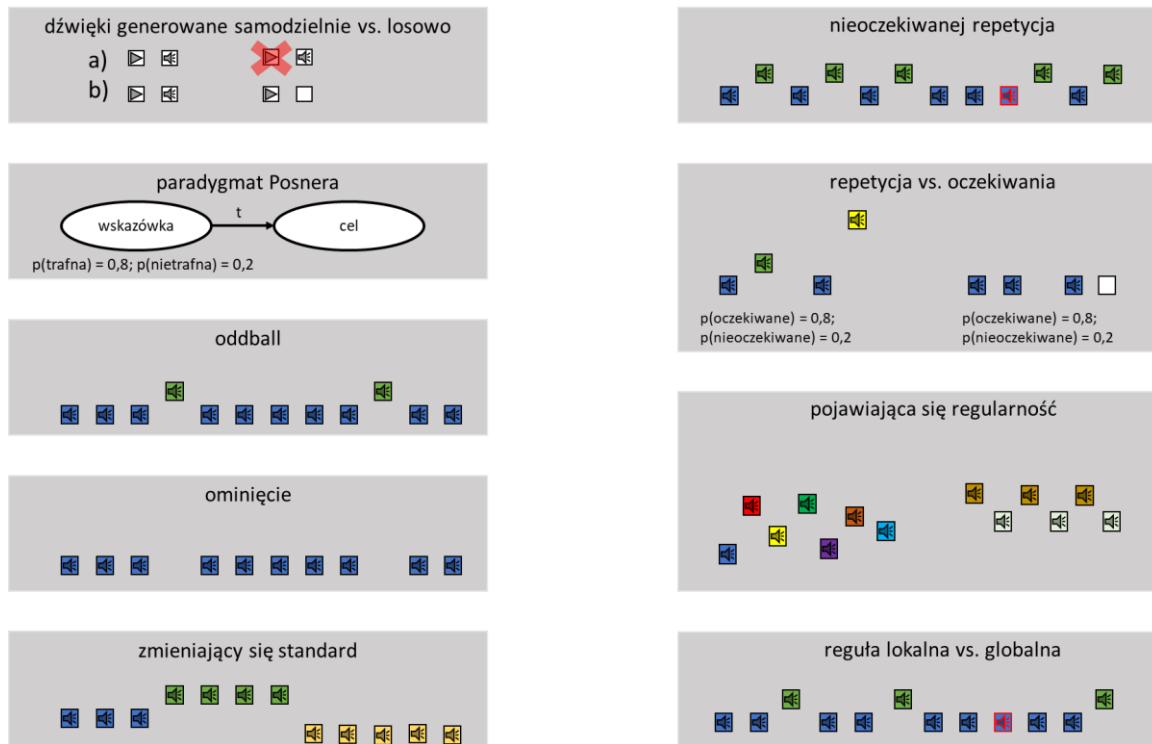 dźwięki generowane samodzielnie vs. losowo
a)
b)
paradygmat Posnera
wskazówka
t
cel
p(trafna) = 0,8; p(nietrafna) = 0,2
oddball
ominięcie
zmieniający się standard
nieoczekiwanej repetycja
repetycja vs. oczekiwania
p(oczekiwane) = 0,8;
p(nieoczekiwane) = 0,2
p(oczekiwane) = 0,8;
p(nieoczekiwane) = 0,2
pojawiająca się regularność
reguła lokalna vs. globalna